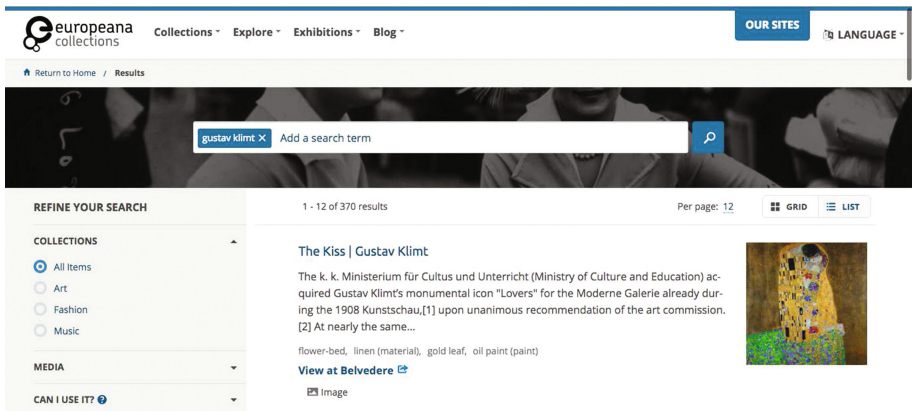 europeana
collections
Collections Explore Exhibitions Blog
OUR SITES
LANGUAGE
Return to Home / Results
gustav klimt × Add a search term
REFINE YOUR SEARCH
1 - 12 of 370 results Per page: 12 GRID LIST
COLLECTIONS
All Items
Art
Fashion
Music
MEDIA
CAN I USE IT? ?
The Kiss | Gustav Klimt
The k. k. Ministerium für Cultus und Unterricht (Ministry of Culture and Education) ac-
quired Gustav Klimt's monumental icon "Lovers" for the Moderne Galerie already dur-
ing the 1908 Kunstschau,[1] upon unanimous recommendation of the art commission.
[2] At nearly the same...
flower-bed, linen (material), gold leaf, oil paint (paint)
View at Belvedere
Image